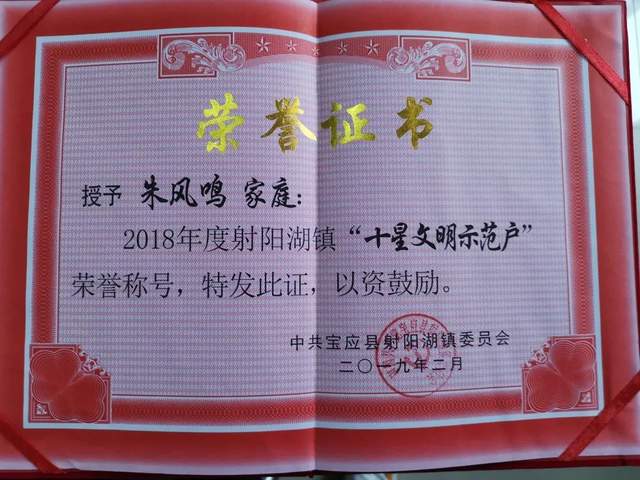 荣誉证书
授予 朱风鸣 家庭：
2018年度射阳湖镇“十星文明示范户”
荣誉称号，特发此证，以资鼓励。
中共宝应县射阳湖镇委员会
二〇一九年二月